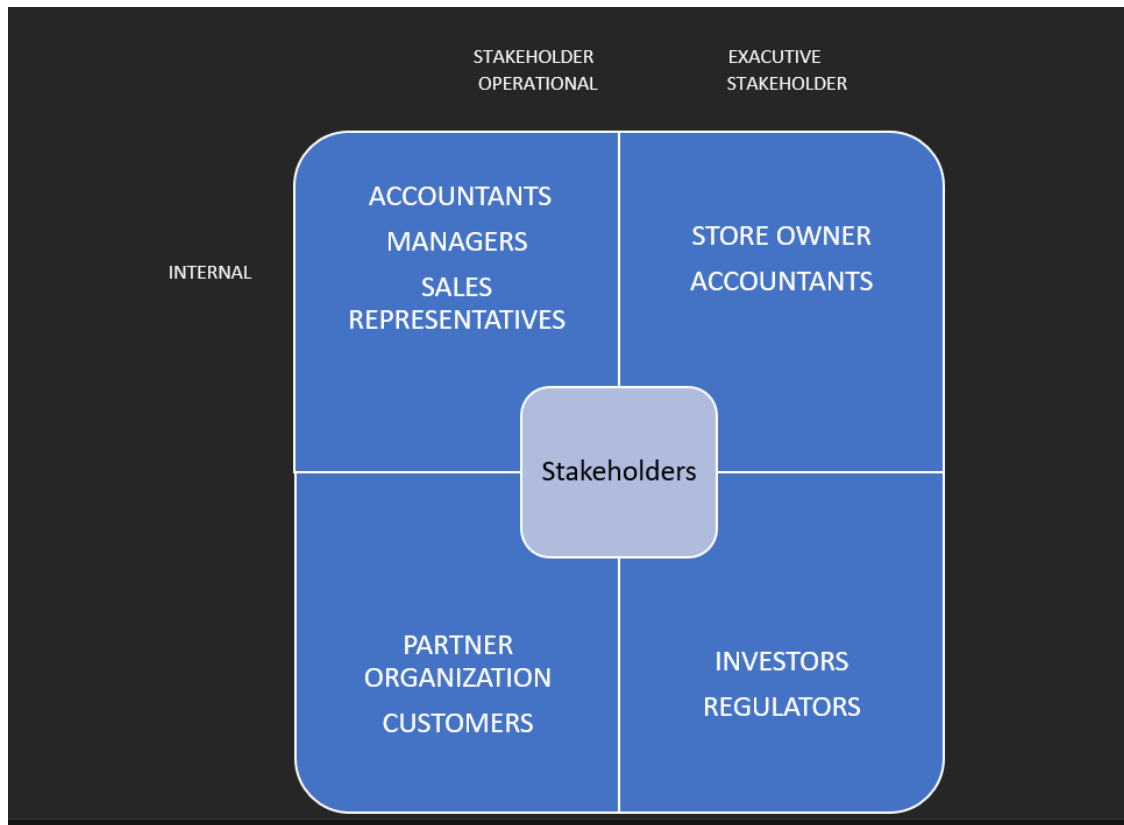 STAKEHOLDER
OPERATIONAL
EXACUTIVE
STAKEHOLDER
INTERNAL
ACCOUNTANTS
MANAGERS
SALES
REPRESENTATIVES
STORE OWNER
ACCOUNTANTS
Stakeholders
PARTNER
ORGANIZATION
CUSTOMERS
INVESTORS
REGULATORS